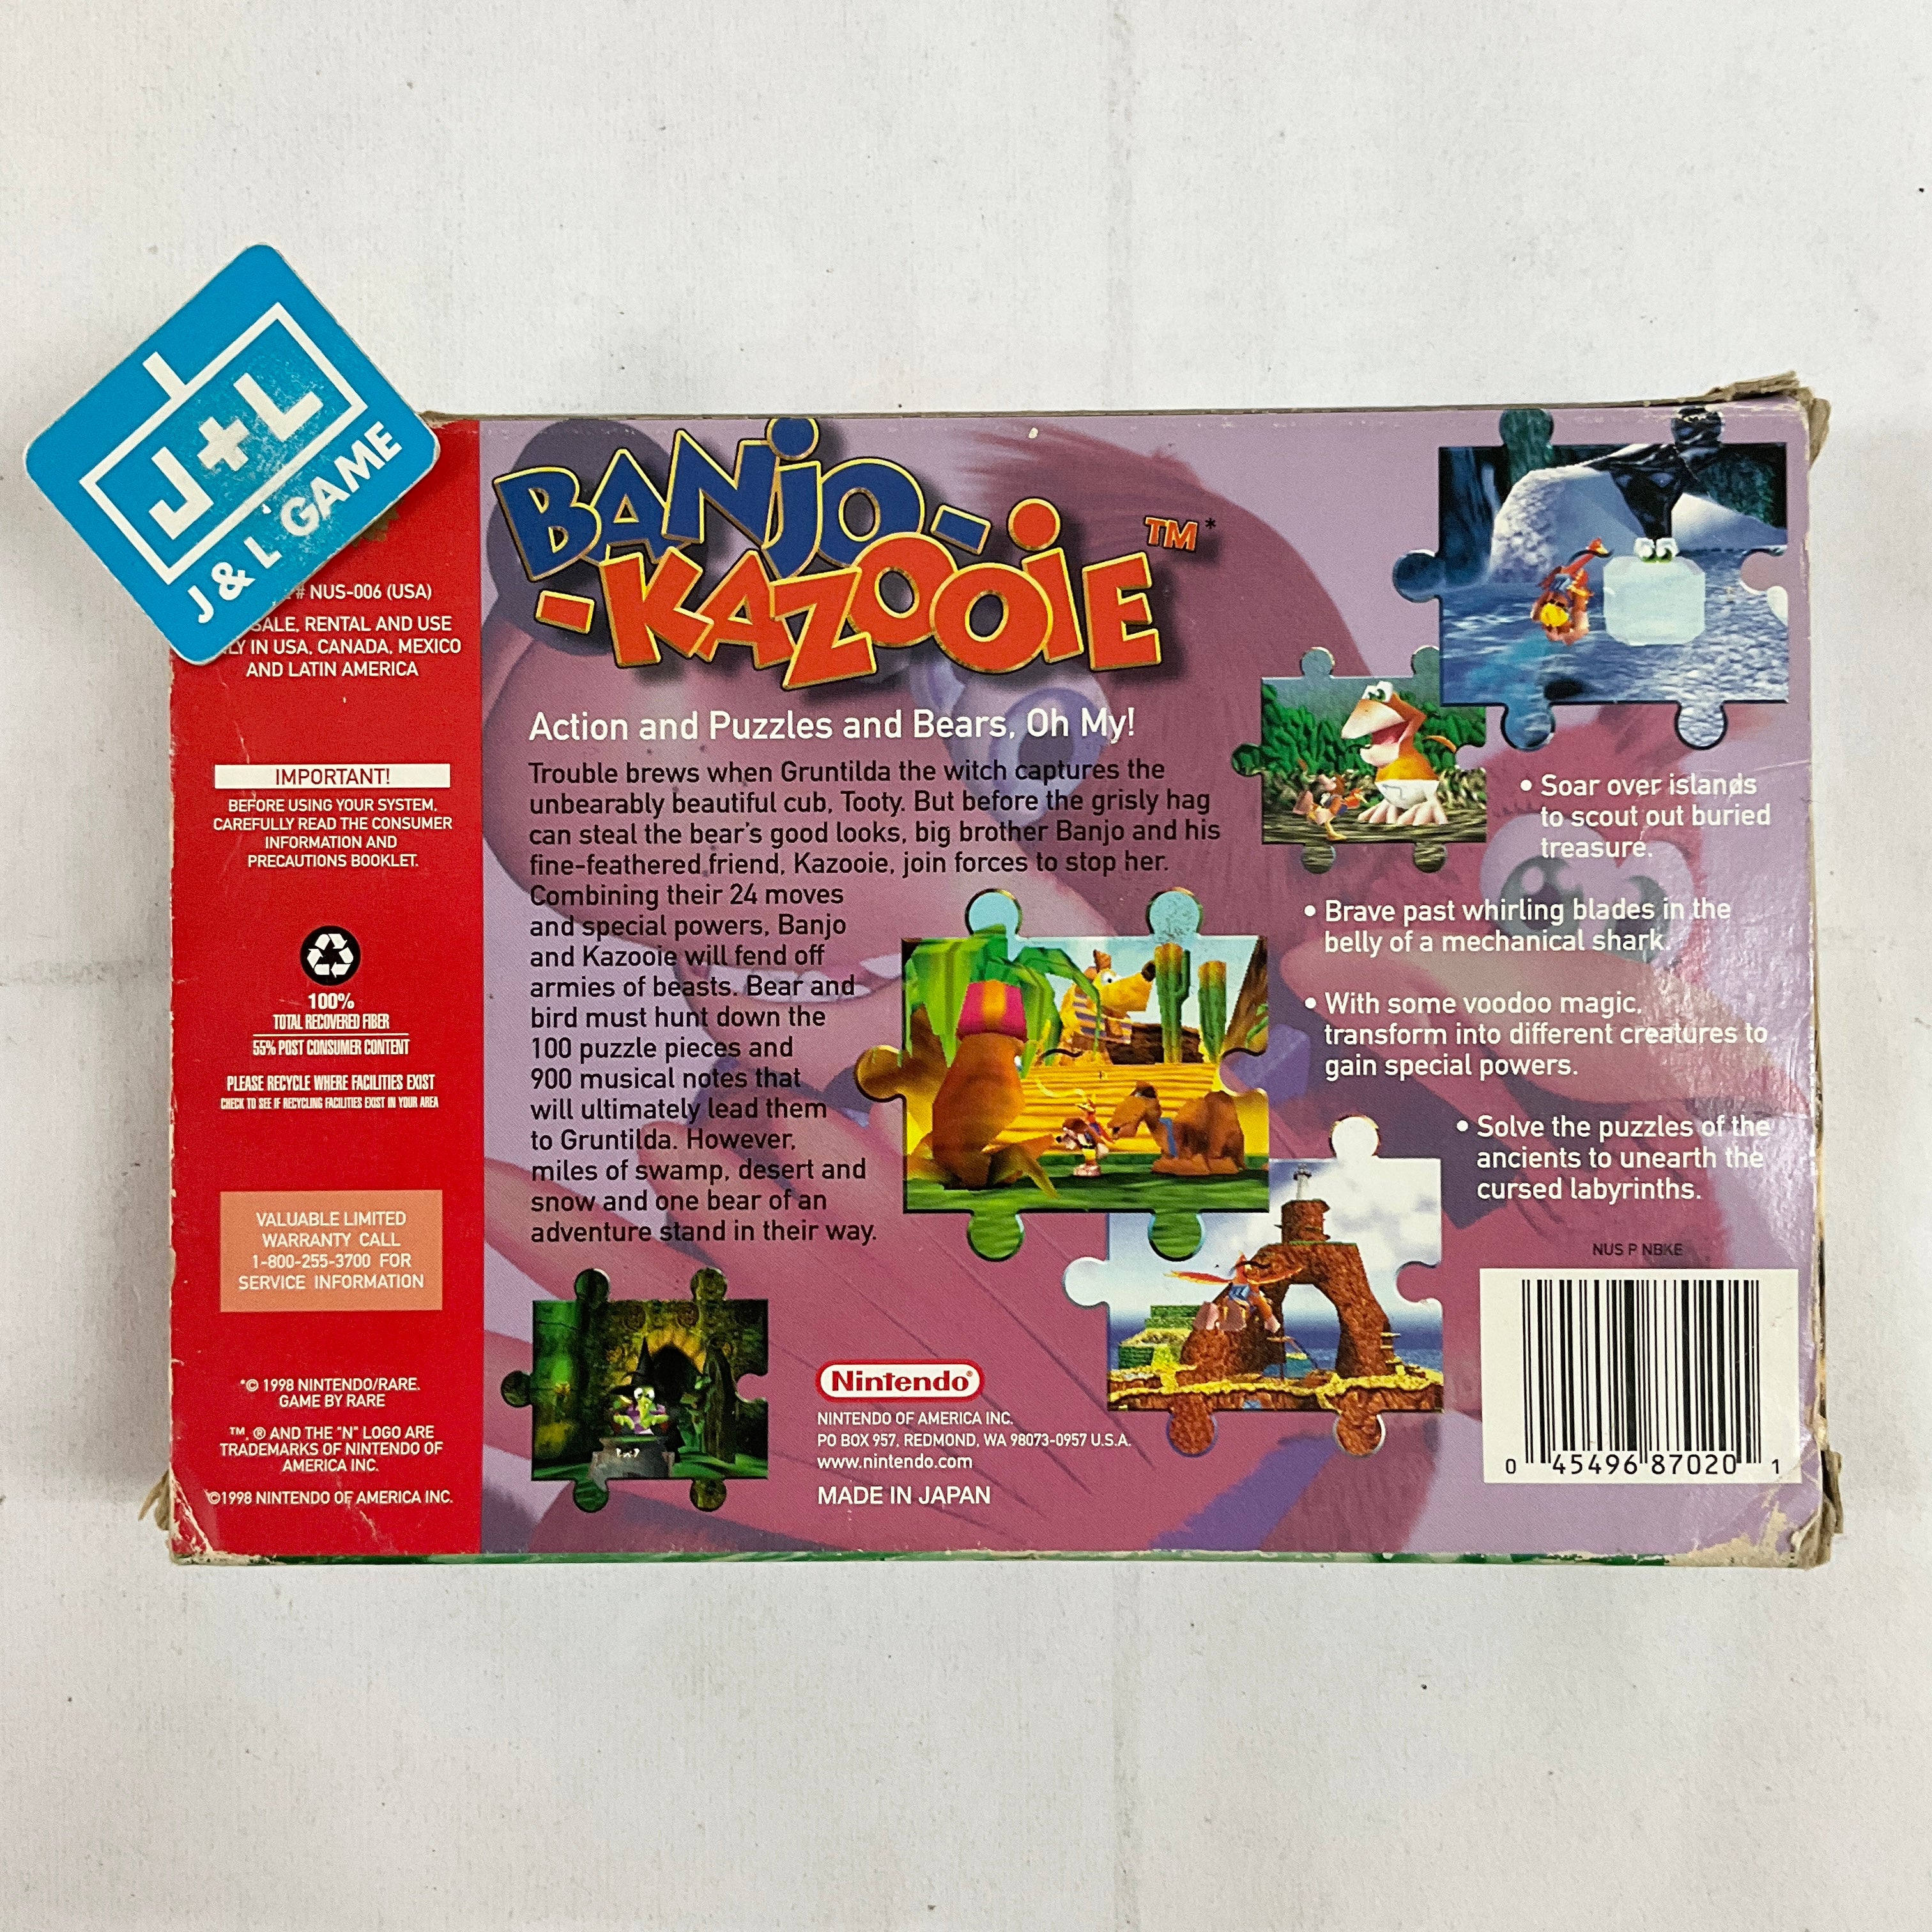 J+L
J & L GAME
# NUS-006 (USA)
SALE, RENTAL AND USE
IN USA, CANADA, MEXICO
AND LATIN AMERICA
IMPORTANT!
BEFORE USING YOUR SYSTEM,
CAREFULLY READ THE CONSUMER
INFORMATION AND
PRECAUTIONS BOOKLET.
100%
TOTAL RECOVERED FIBER
55% POST CONSUMER CONTENT
PLEASE RECYCLE WHERE FACILITIES EXIST
CHECK TO SEE IF RECYCLING FACILITIES EXIST IN YOUR AREA
VALUABLE LIMITED
WARRANTY CALL
1-800-255-3700 FOR
SERVICE INFORMATION
*© 1998 NINTENDO/RARE.
GAME BY RARE
™, ® AND THE "N" LOGO ARE
TRADEMARKS OF NINTENDO OF
AMERICA INC.
©1998 NINTENDO OF AMERICA INC.
BANJO-
-KAZOOIE ™*
Action and Puzzles and Bears, Oh My!
Trouble brews when Gruntilda the witch captures the
unbearably beautiful cub, Tooty. But before the grisly hag
can steal the bear's good looks, big brother Banjo and his
fine-feathered friend, Kazooie, join forces to stop her.
Combining their 24 moves
and special powers, Banjo
and Kazooie will fend off
armies of beasts. Bear and
bird must hunt down the
100 puzzle pieces and
900 musical notes that
will ultimately lead them
to Gruntilda. However,
miles of swamp, desert and
snow and one bear of an
adventure stand in their way.
• Soar over islands
to scout out buried
treasure.
• Brave past whirling blades in the
belly of a mechanical shark.
• With some voodoo magic,
transform into different creatures to
gain special powers.
• Solve the puzzles of the
ancients to unearth the
cursed labyrinths.
Nintendo®
NINTENDO OF AMERICA INC.
PO BOX 957, REDMOND, WA 98073-0957 U.S.A.
www.nintendo.com
MADE IN JAPAN
NUS P NBKE
0 45496 87020 1